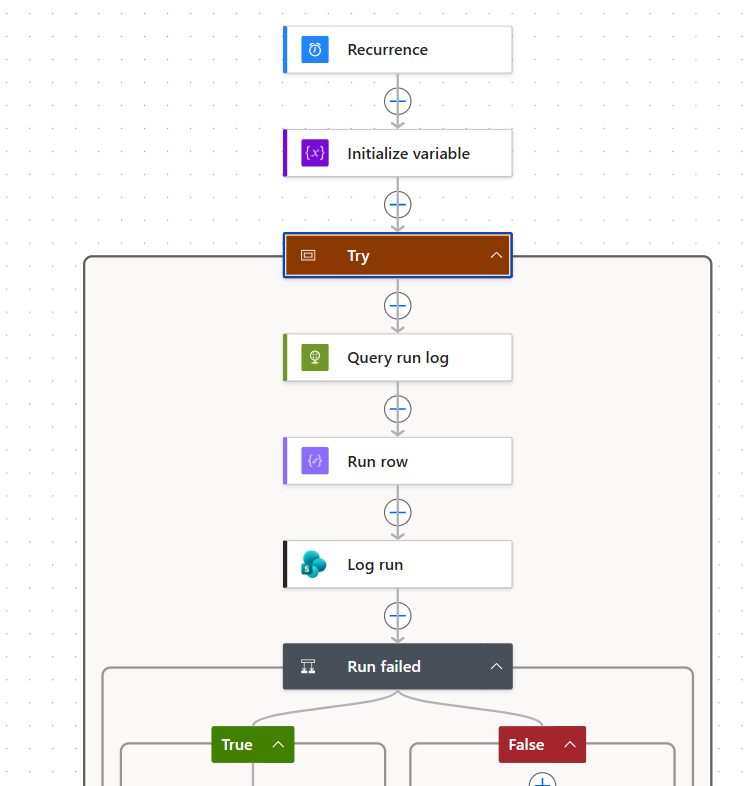 Recurrence
Initialize variable
Try
Query run log
Run row
Log run
Run failed
True
False